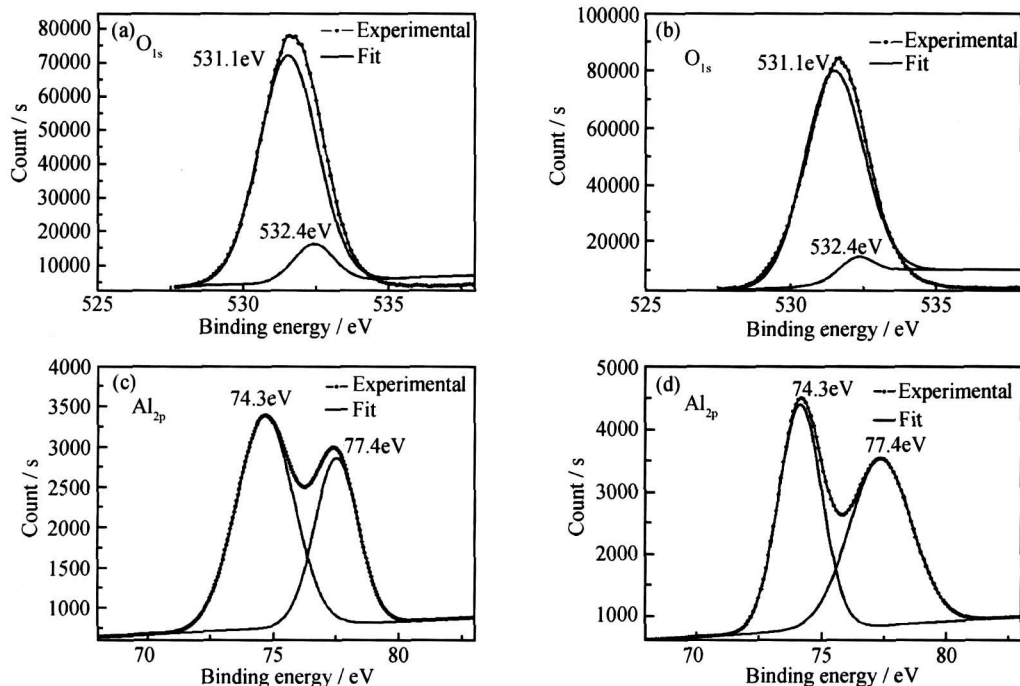 (a) O1s
Experimental
Fit
531.1eV
532.4eV
80000
70000
60000
50000
40000
30000
20000
10000
Count / s
525 530 535
Binding energy / eV
(b) O1s
Experimental
Fit
531.1eV
532.4eV
100000
80000
60000
40000
20000
Count / s
525 530 535
Binding energy / eV
(c) Al2p
Experimental
Fit
74.3eV
77.4eV
4000
3500
3000
2500
2000
1500
1000
Count / s
70 75 80
Binding energy / eV
(d) Al2p
Experimental
Fit
74.3eV
77.4eV
5000
4000
3000
2000
1000
Count / s
70 75 80
Binding energy / eV